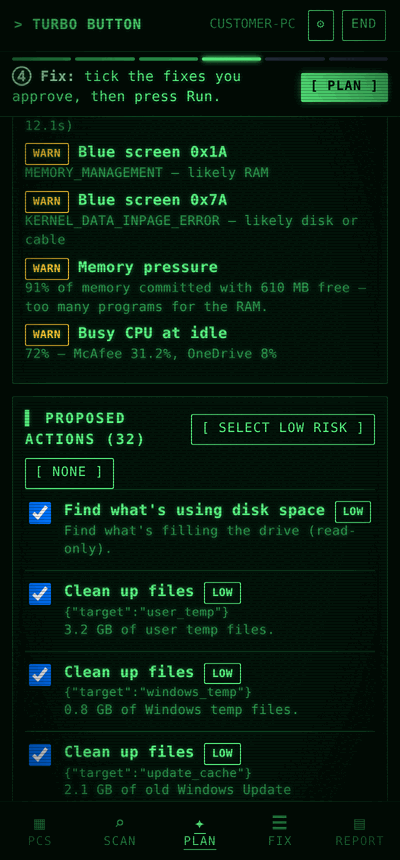 > TURBO BUTTON
CUSTOMER-PC
END
4 Fix: tick the fixes you
approve, then press Run.
[ PLAN ]
12.1s)
WARN Blue screen 0x1A
MEMORY_MANAGEMENT — likely RAM
WARN Blue screen 0x7A
KERNEL_DATA_INPAGE_ERROR — likely disk or
cable
WARN Memory pressure
91% of memory committed with 610 MB free —
too many programs for the RAM.
WARN Busy CPU at idle
72% — McAfee 31.2%, OneDrive 8%
PROPOSED
ACTIONS (32)
[ SELECT LOW RISK ]
[ NONE ]
Find what's using disk space LOW
Find what's filling the drive (read-
only).
Clean up files LOW
{"target":"user_temp"}
3.2 GB of user temp files.
Clean up files LOW
{"target":"windows_temp"}
0.8 GB of Windows temp files.
Clean up files LOW
{"target":"update_cache"}
2.1 GB of old Windows Update
PCS SCAN PLAN FIX REPORT